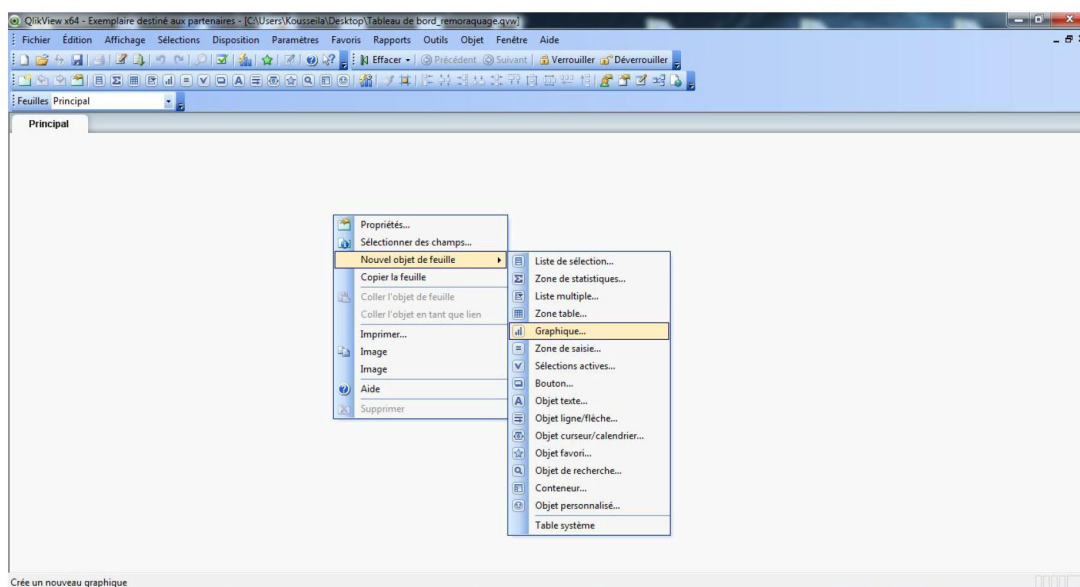 QlikView x64 - Exemplaire destiné aux partenaires - [C:\Users\Kousseila\Desktop\Tableau de bord_remoraquage.qvw]
Fichier Édition Affichage Sélections Disposition Paramètres Favoris Rapports Outils Objet Fenêtre Aide
Effacer Précédent Suivant Verrouiller Déverrouiller
Feuilles Principal
Principal
Propriétés...
Sélectionner des champs...
Nouvel objet de feuille
Copier la feuille
Coller l'objet de feuille
Coller l'objet en tant que lien
Imprimer...
Image
Image
Aide
Supprimer
Liste de sélection...
Zone de statistiques...
Liste multiple...
Zone table...
Graphique...
Zone de saisie...
Sélections actives...
Bouton...
Objet texte...
Objet ligne/flèche...
Objet curseur/calendrier...
Objet favori...
Objet de recherche...
Conteneur...
Objet personnalisé...
Table système
Crée un nouveau graphique